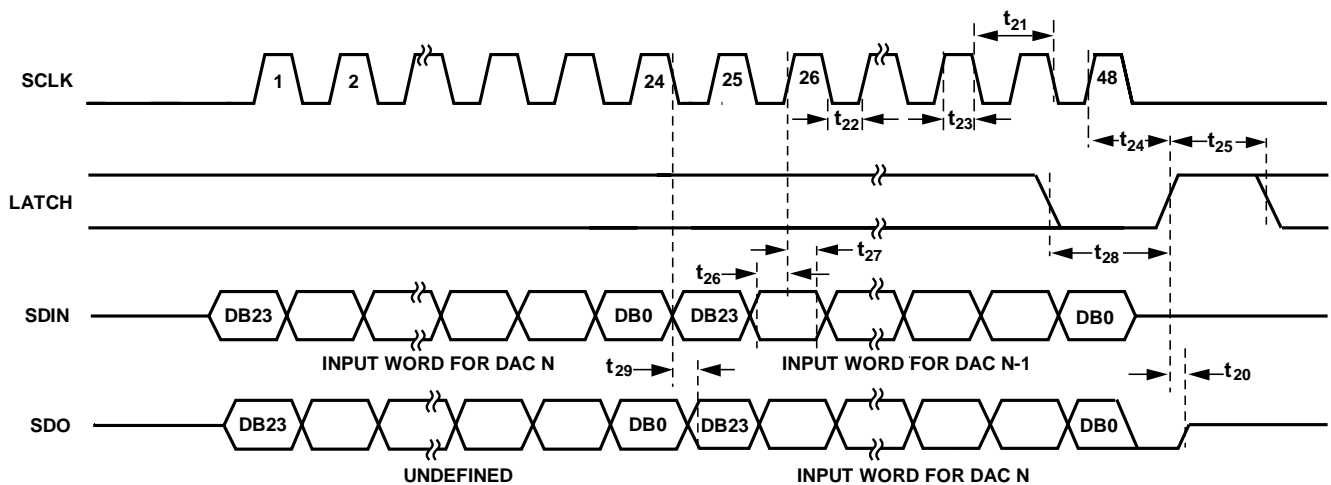 t21
SCLK
1
2
24
25
26
48
t22
t23
t24
t25
LATCH
t27
t28
t26
SDIN
DB23
DB0
DB23
DB0
INPUT WORD FOR DAC N
INPUT WORD FOR DAC N-1
t29
t20
SDO
DB23
DB0
DB23
DB0
UNDEFINED
INPUT WORD FOR DAC N